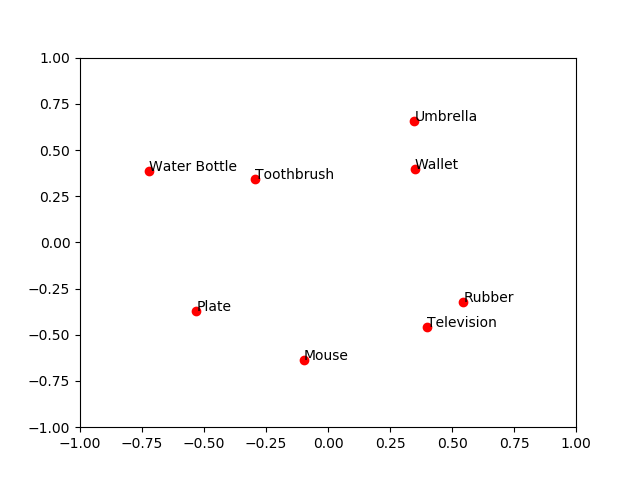 1.00
0.75
0.50
0.25
0.00
−0.25
−0.50
−0.75
−1.00
Umbrella
Wallet
Water Bottle
Toothbrush
Rubber
Plate
Television
Mouse
−1.00 −0.75 −0.50 −0.25 0.00 0.25 0.50 0.75 1.00